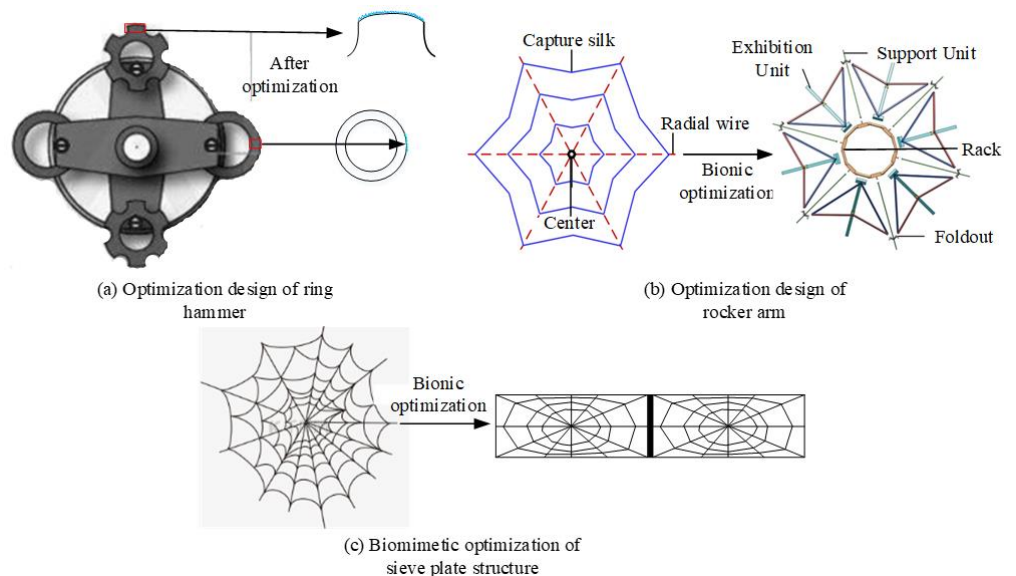 After
optimization
(a) Optimization design of ring
hammer
Capture silk
Radial wire
Center
Bionic
optimization
Exhibition
Unit
Support Unit
Rack
Foldout
(b) Optimization design of
rocker arm
Bionic
optimization
(c) Biomimetic optimization of
sieve plate structure